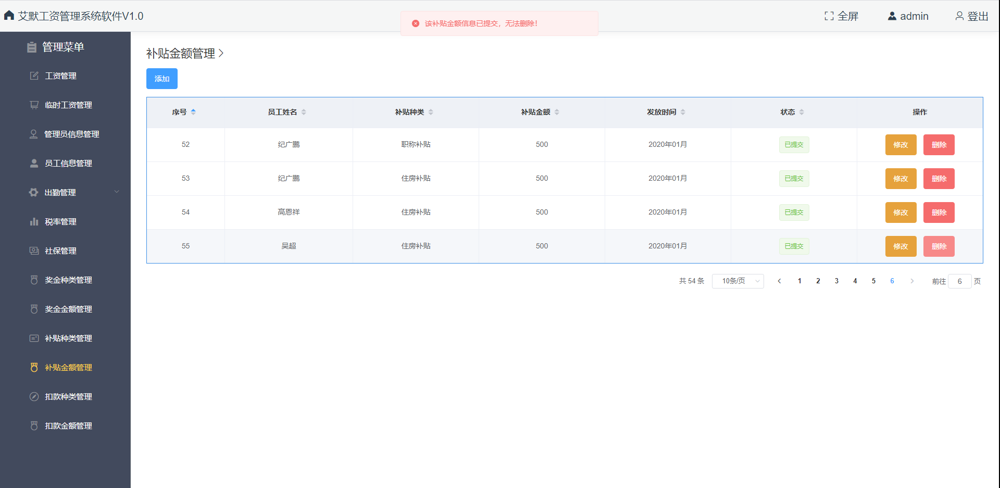 艾默工资管理系统软件V1.0
该补贴金额信息已提交，无法删除！
全屏
admin
登出
管理菜单
工资管理
临时工资管理
管理员信息管理
员工信息管理
出勤管理
税率管理
社保管理
奖金种类管理
奖金金额管理
补贴种类管理
补贴金额管理
扣款种类管理
扣款金额管理
补贴金额管理
添加
序号 员工姓名 补贴种类 补贴金额 发放时间 状态 操作
52 纪广鹏 职称补贴 500 2020年01月 已提交 修改 删除
53 纪广鹏 住房补贴 500 2020年01月 已提交 修改 删除
54 高恩祥 住房补贴 500 2020年01月 已提交 修改 删除
55 吴超 住房补贴 500 2020年01月 已提交 修改 删除
共 54 条 10条/页 1 2 3 4 5 6 前往 6 页